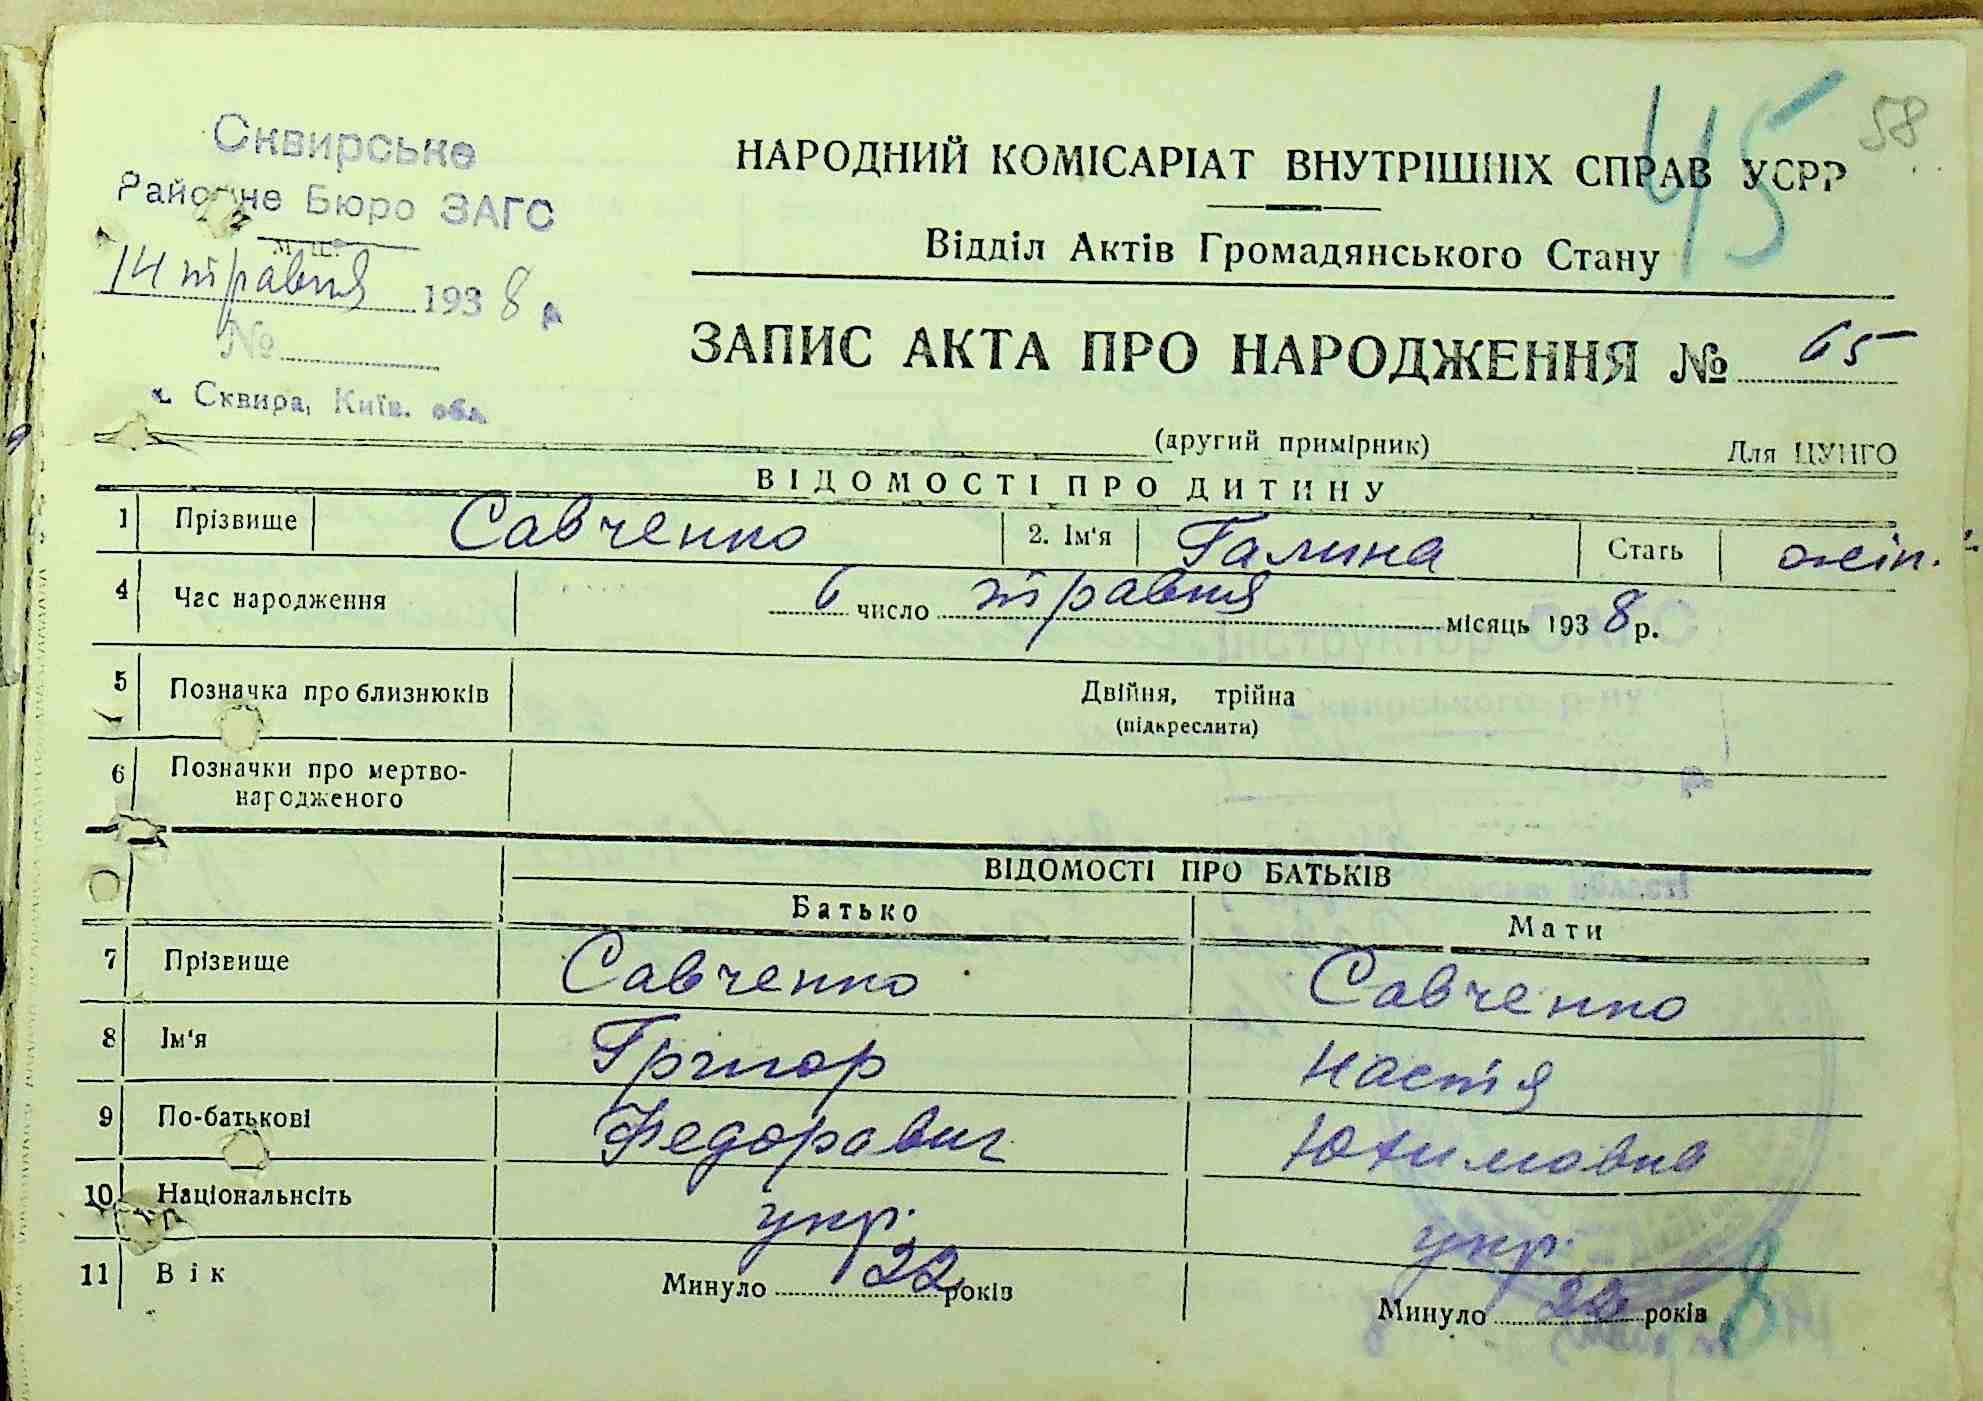 45 58
Сквирське
Районне Бюро ЗАГС
НАРОДНИЙ КОМІСАРІАТ ВНУТРІШНІХ СПРАВ УСРР
Відділ Актів Громадянського Стану
14 травня 1938 р.
№
м. Сквира, Київ. обл.
ЗАПИС АКТА ПРО НАРОДЖЕННЯ № 65
(другий примірник) Для ЦУНГО
ВІДОМОСТІ ПРО ДИТИНУ
1 Прізвище Савченко 2. Ім'я Галина Стать жін.
4 Час народження 6 число травня місяць 1938 р.
5 Позначка про близнюків Двійня, трійна
(підкреслити)
6 Позначки про мертво-
народженого
ВІДОМОСТІ ПРО БАТЬКІВ
Батько Мати
7 Прізвище Савченко Савченко
8 Ім'я Григор Настя
9 По-батькові Федоравич Юхимовна
10 Національнсіть укр. укр.
11 Вік Минуло 22 років Минуло років 8